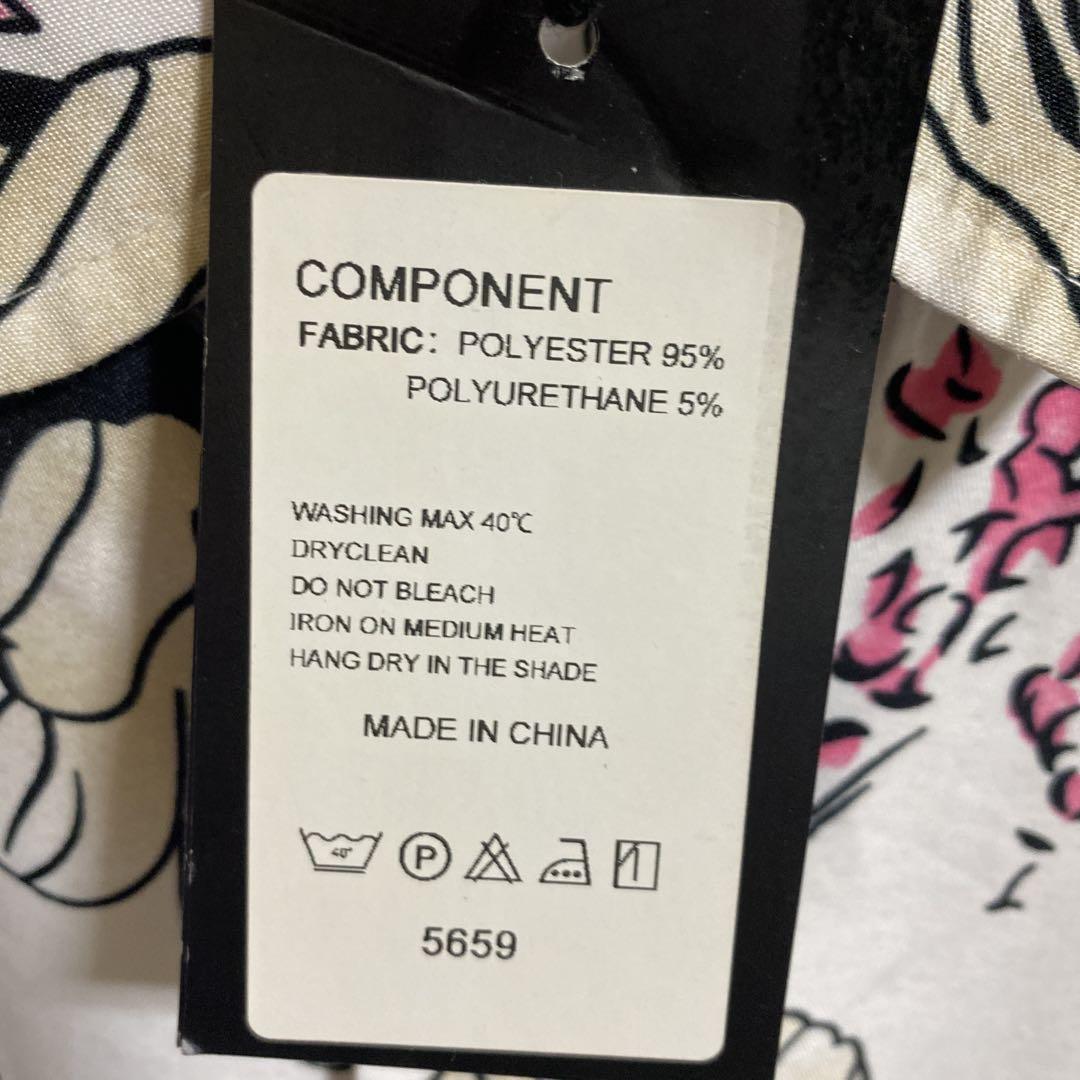 COMPONENT
FABRIC: POLYESTER 95%
POLYURETHANE 5%
WASHING MAX 40℃
DRYCLEAN
DO NOT BLEACH
IRON ON MEDIUM HEAT
HANG DRY IN THE SHADE
MADE IN CHINA
40° P
5659